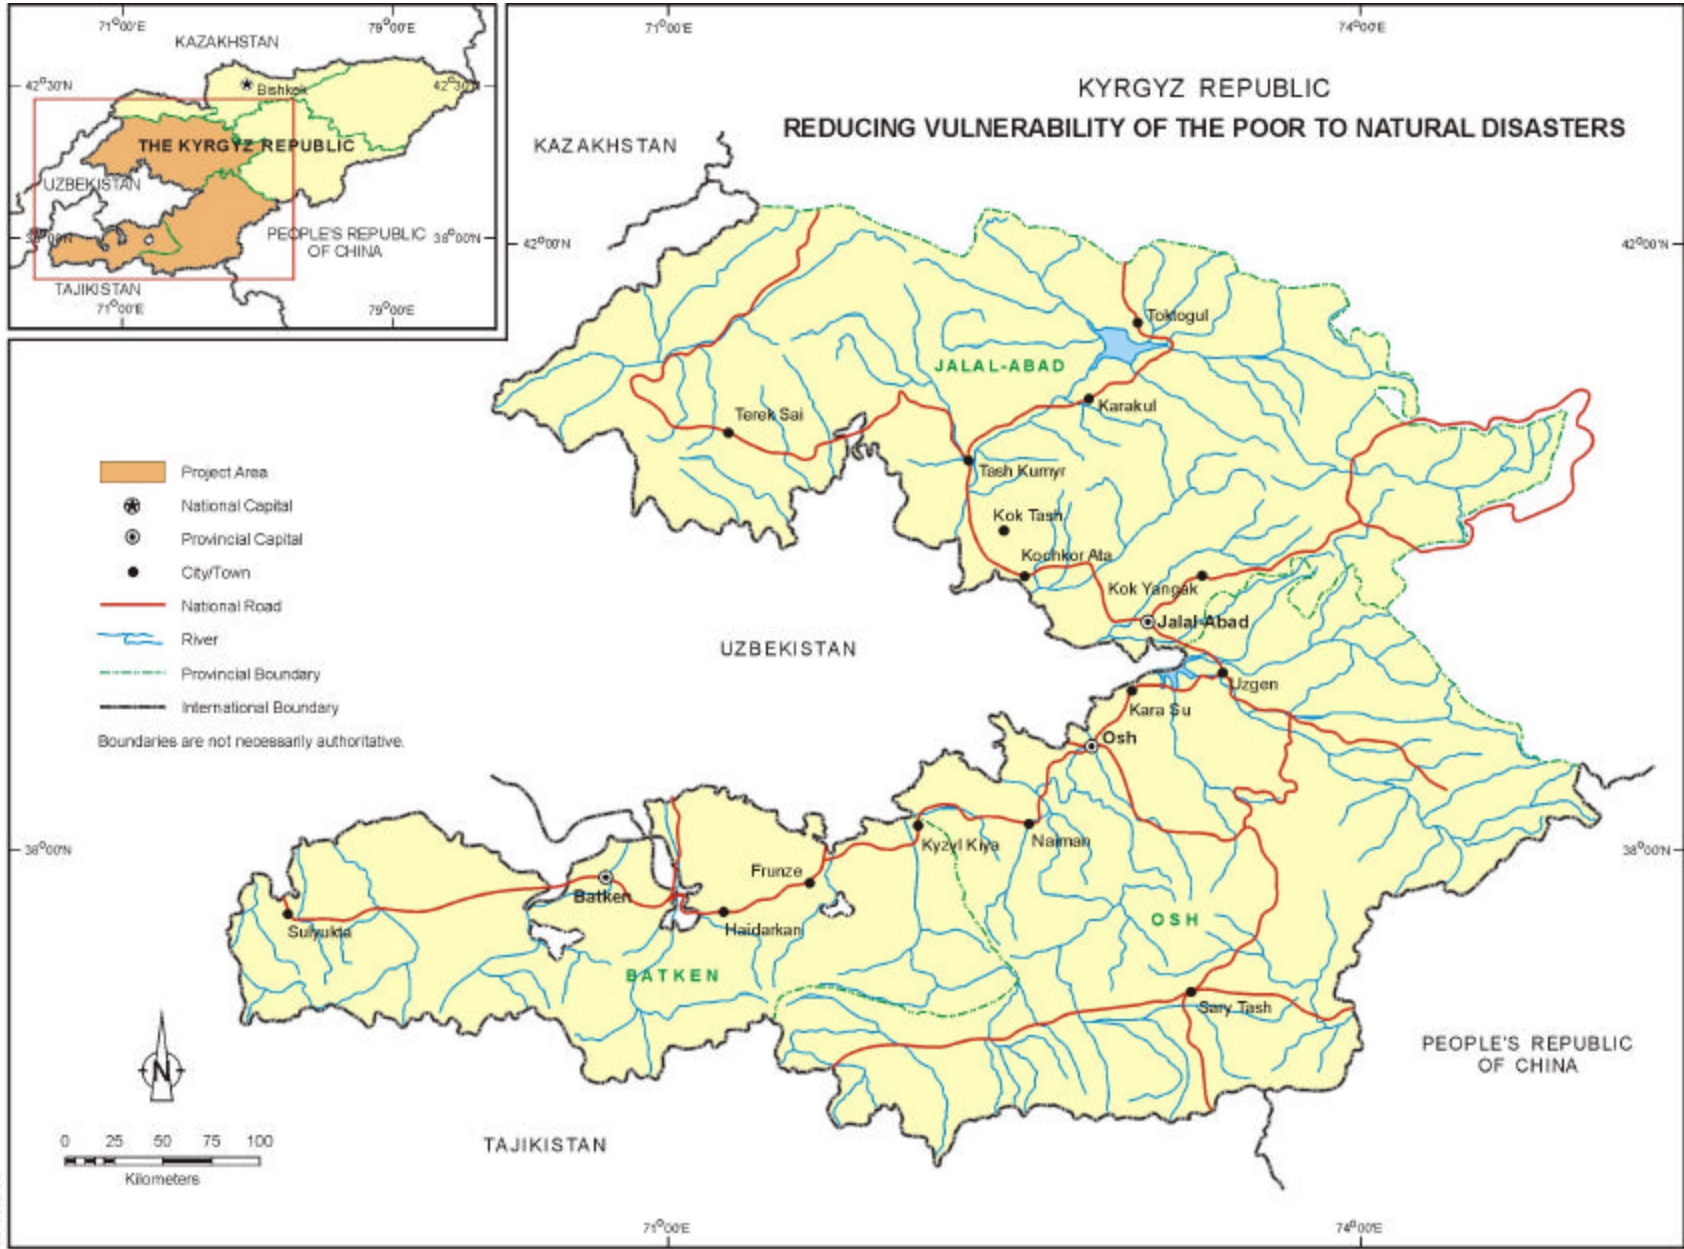 71°00'E
79°00'E
KAZAKHSTAN
42°30'N
Bishkek
42°30'N
THE KYRGYZ REPUBLIC
UZBEKISTAN
PEOPLE'S REPUBLIC
OF CHINA
38°00'N
TAJIKISTAN
71°00'E
79°00'E
71°00'E
74°00'E
KYRGYZ REPUBLIC
REDUCING VULNERABILITY OF THE POOR TO NATURAL DISASTERS
KAZAKHSTAN
42°00'N
42°00'N
Toktogul
JALAL-ABAD
Karakul
Terek Sai
Tash Kumyr
Kok Tash
Kochkor Ata
Kok Yangak
Jalal-Abad
UZBEKISTAN
Uzgen
Kara Su
Osh
Project Area
National Capital
Provincial Capital
City/Town
National Road
River
Provincial Boundary
International Boundary
Boundaries are not necessarily authoritative.
38°00'N
38°00'N
Kyzyl Kiya
Naiman
Frunze
Batken
Haidarkan
Sulyukta
OSH
BATKEN
Sary Tash
PEOPLE'S REPUBLIC
OF CHINA
N
TAJIKISTAN
0 25 50 75 100
Kilometers
71°00'E
74°00'E